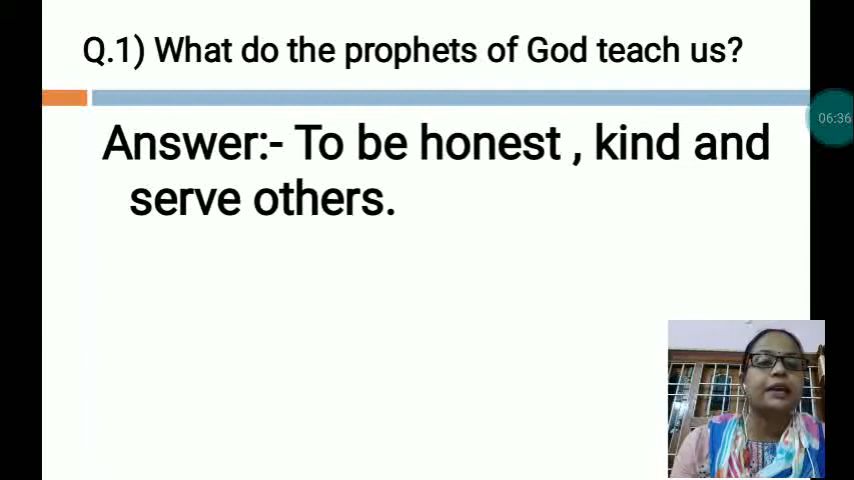 Q.1) What do the prophets of God teach us?
06:36
Answer:- To be honest , kind and
serve others.